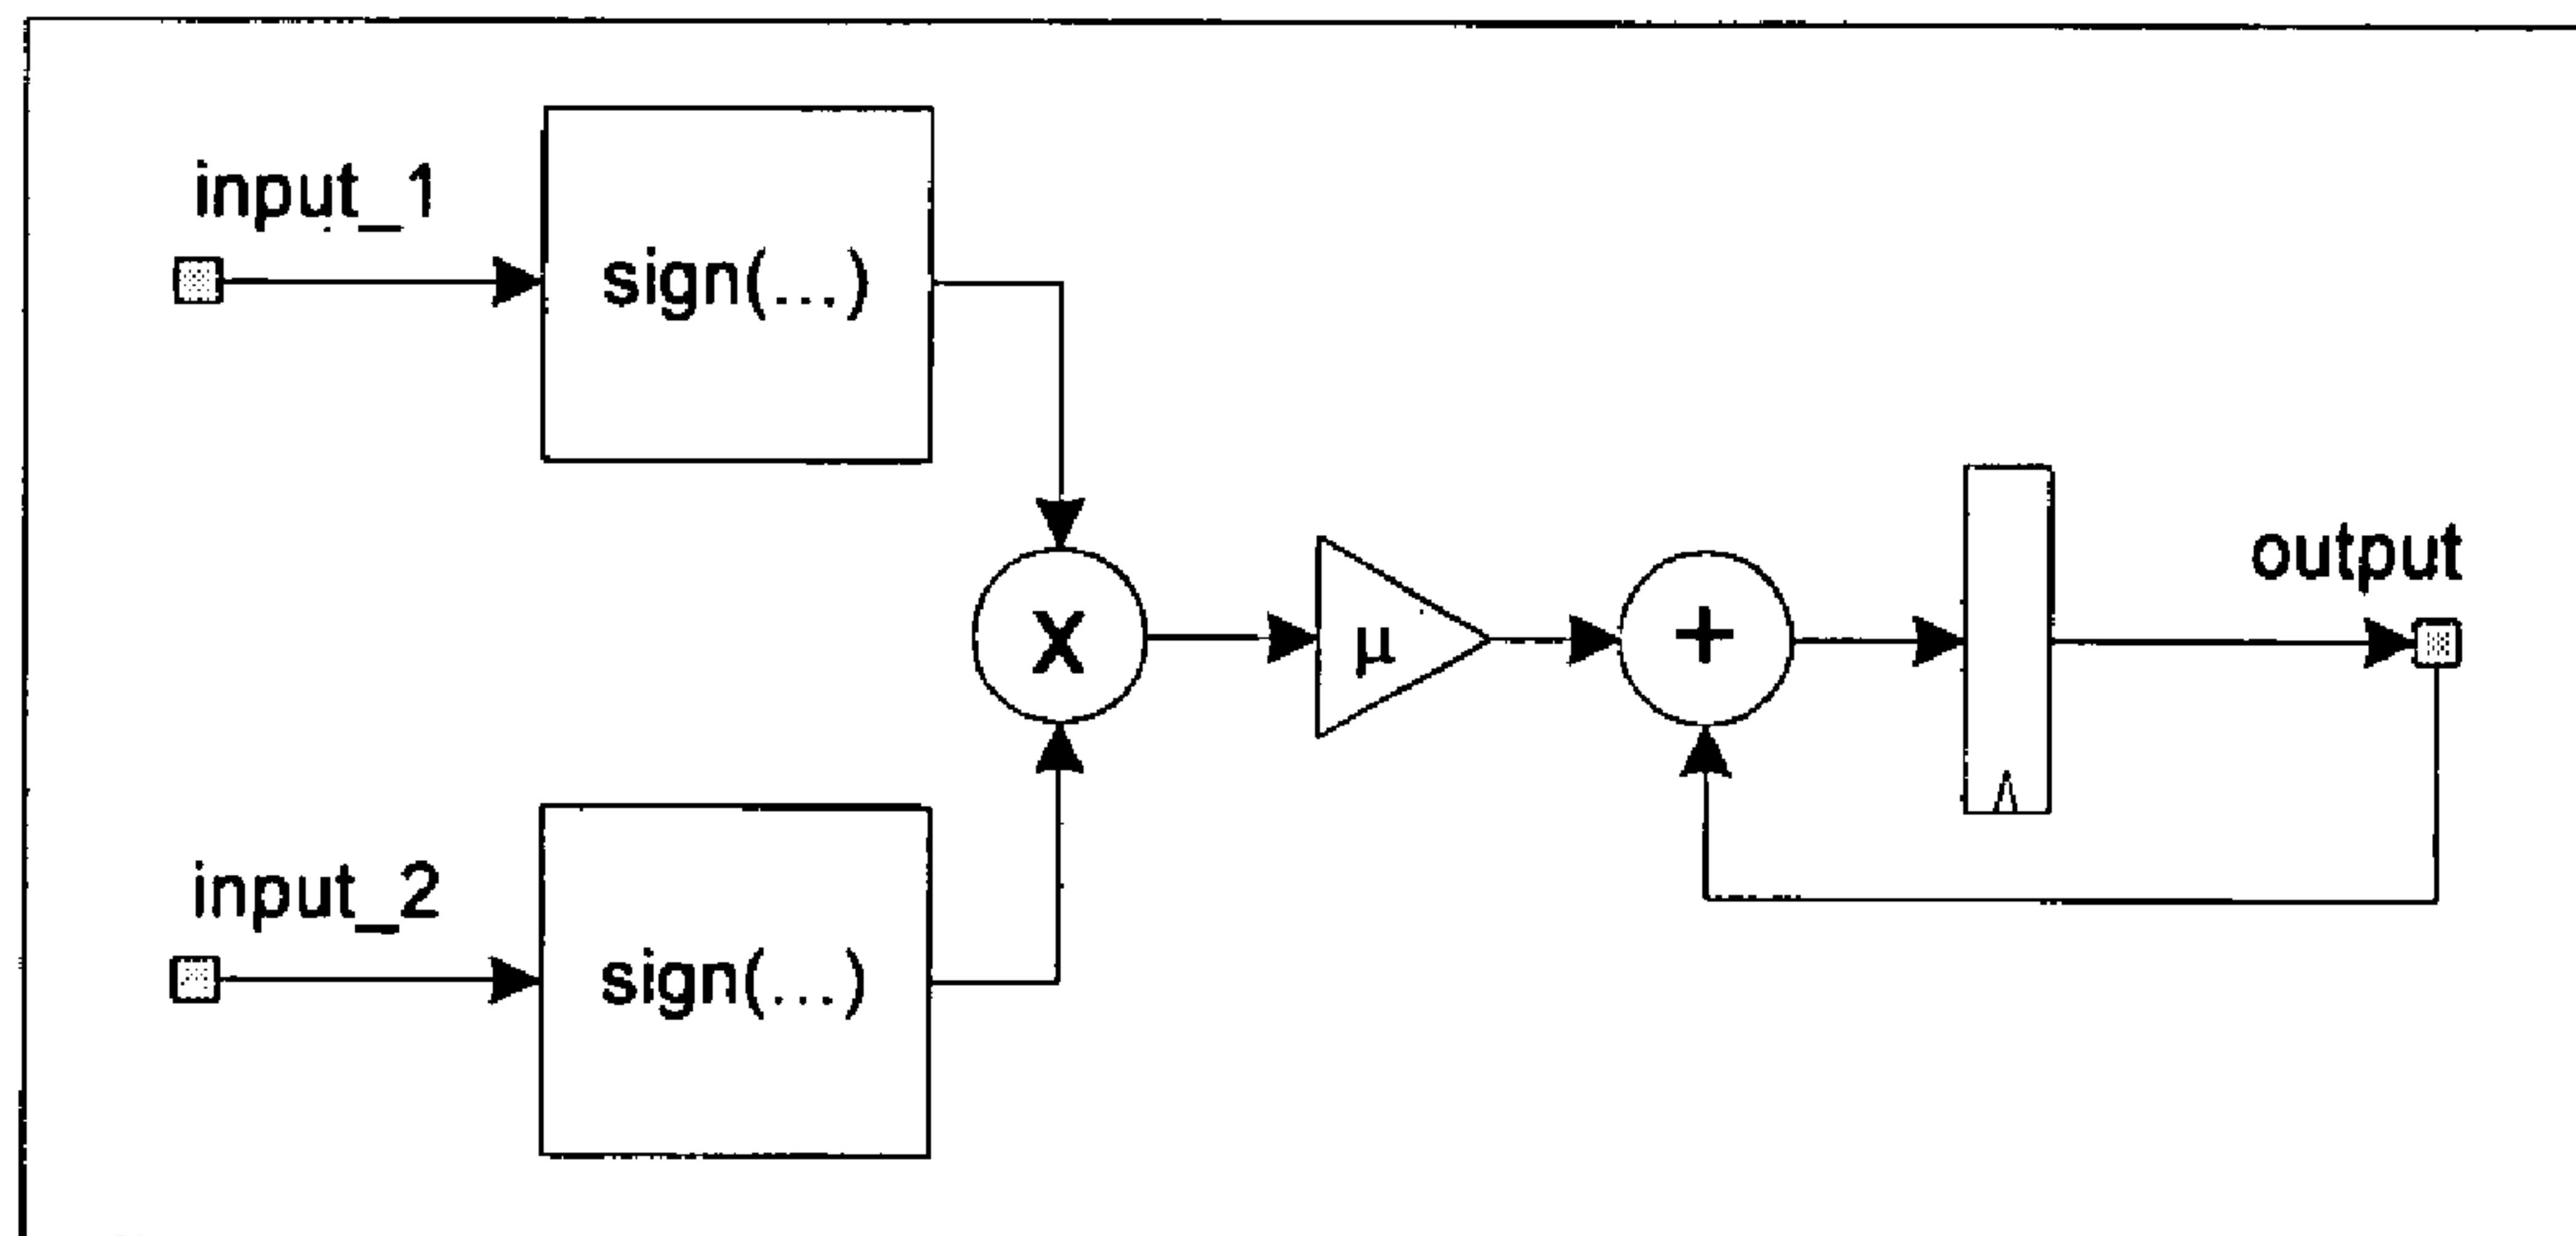 input_1
sign(...)
X
µ
+
output
input_2
sign(...)